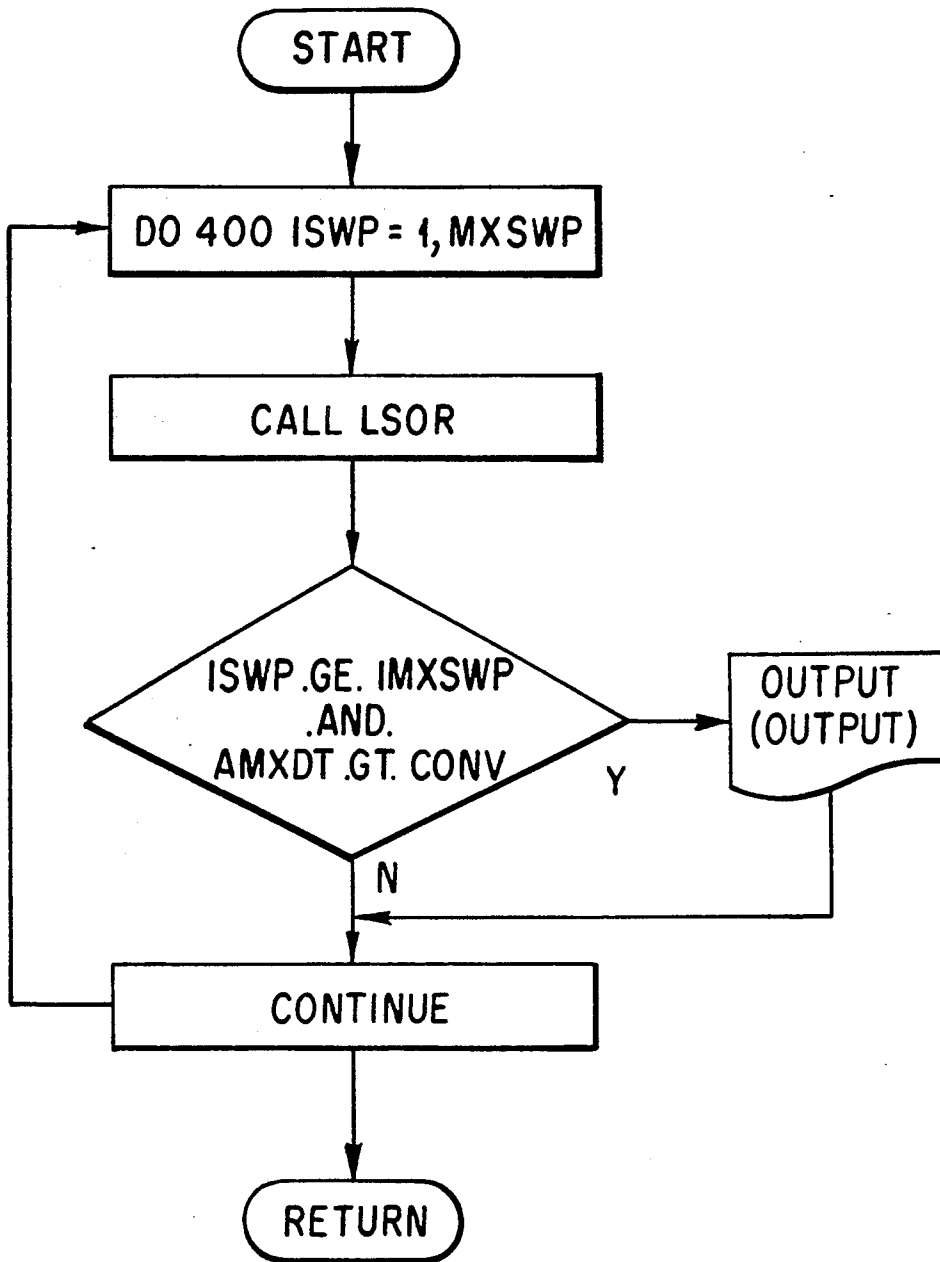 START
DO 400 ISWP = 1, MXSWP
CALL LSOR
ISWP .GE. IMXSWP
.AND.
AMXDT .GT. CONV
Y
OUTPUT
(OUTPUT)
N
CONTINUE
RETURN